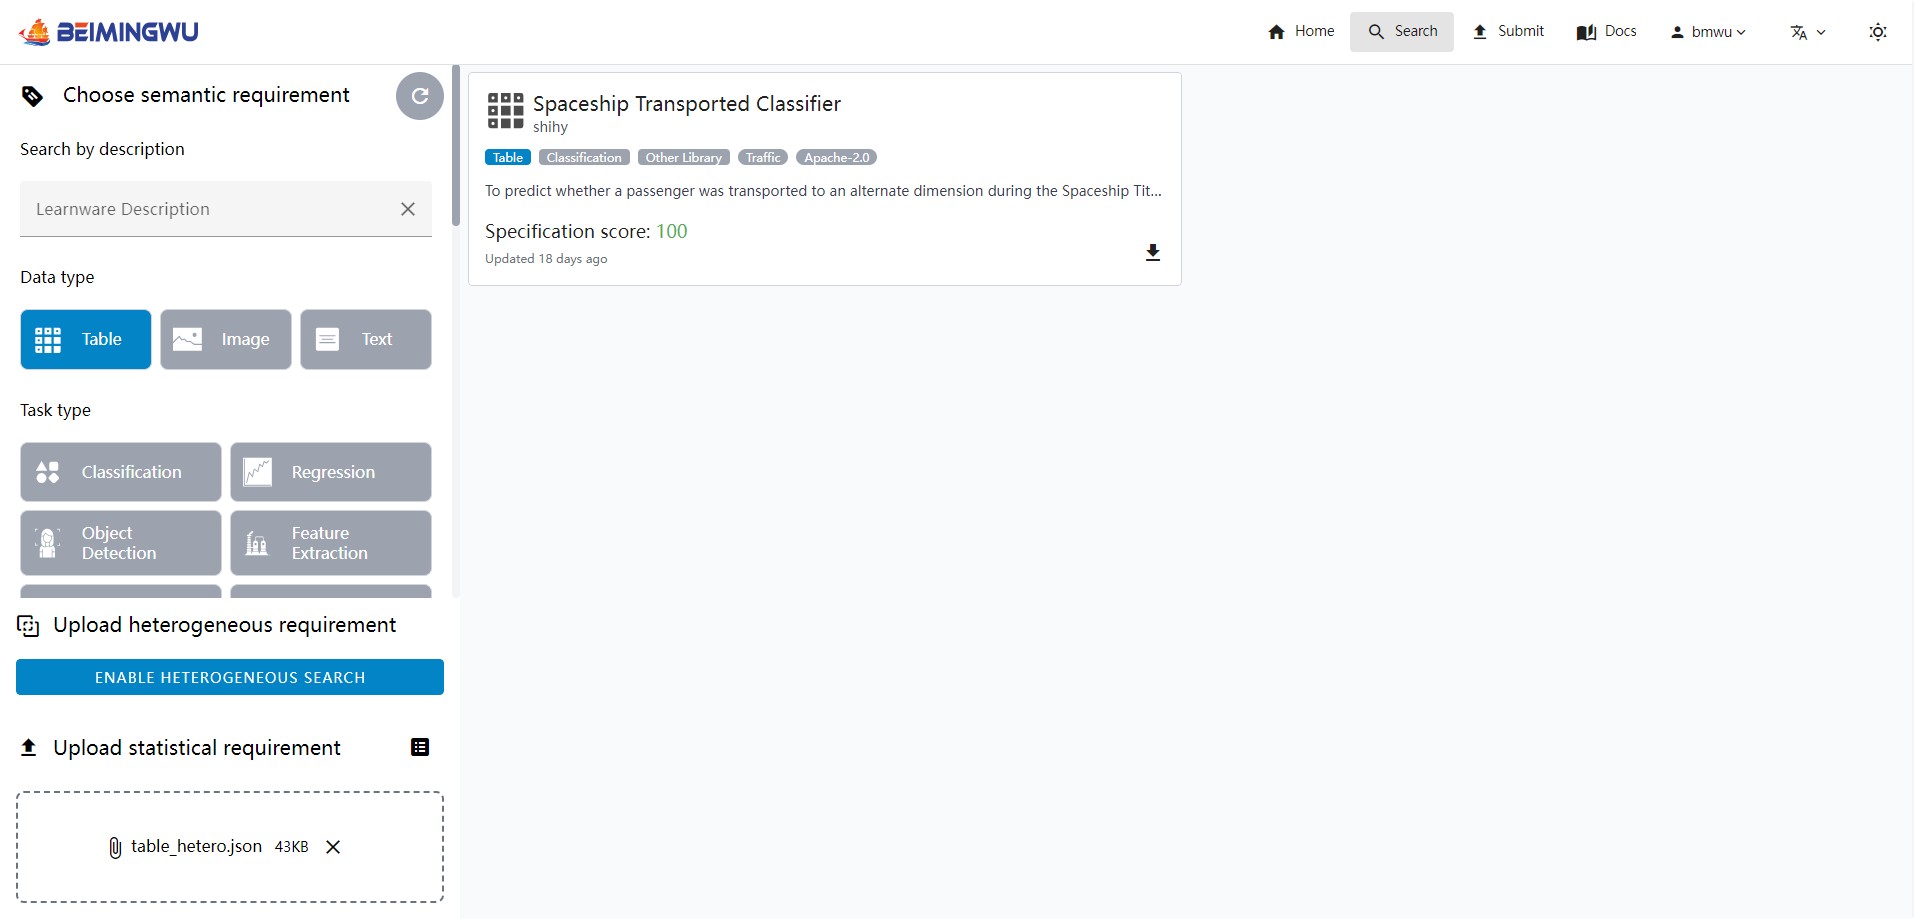 BEIMINGWU
Home
Search
Submit
Docs
bmwu
Choose semantic requirement
Search by description
Learnware Description
Data type
Table
Image
Text
Task type
Classification
Regression
Object
Detection
Feature
Extraction
Upload heterogeneous requirement
ENABLE HETEROGENEOUS SEARCH
Upload statistical requirement
table_hetero.json 43KB
Spaceship Transported Classifier
shihy
Table Classification Other Library Traffic Apache-2.0
To predict whether a passenger was transported to an alternate dimension during the Spaceship Tit...
Specification score: 100
Updated 18 days ago